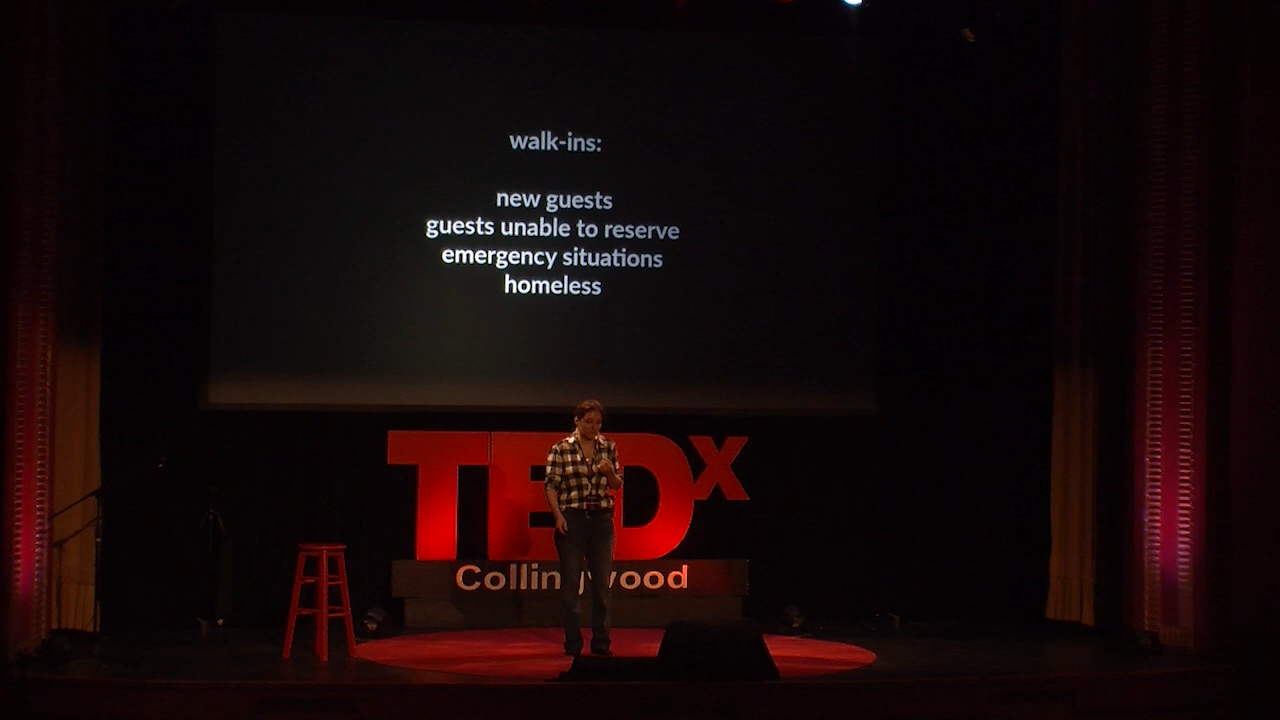 walk-ins:
new guests
guests unable to reserve
emergency situations
homeless
TEDx
Collingwood